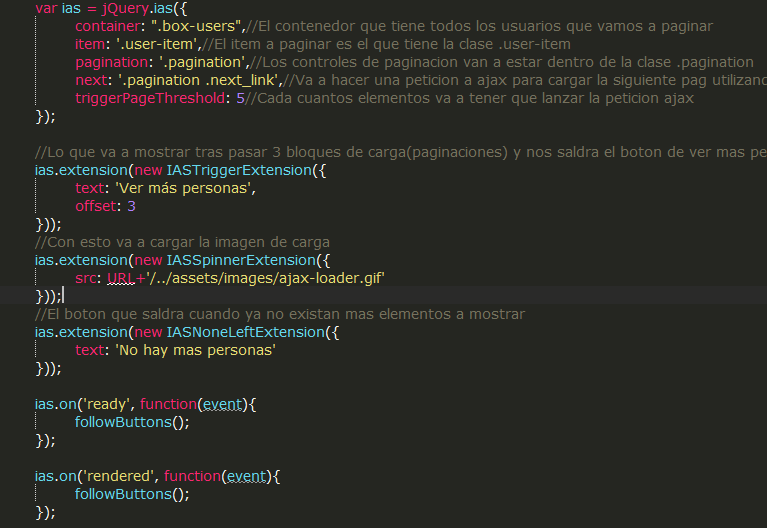 var ias = jQuery.ias({
container: ".box-users",//El contenedor que tiene todos los usuarios que vamos a paginar
item: '.user-item',//El item a paginar es el que tiene la clase .user-item
pagination: '.pagination',//Los controles de paginacion van a estar dentro de la clase .pagination
next: '.pagination .next_link',//Va a hacer una peticion a ajax para cargar la siguiente pag utilizand
triggerPageThreshold: 5//Cada cuantos elementos va a tener que lanzar la peticion ajax
});
//Lo que va a mostrar tras pasar 3 bloques de carga(paginaciones) y nos saldra el boton de ver mas pe
ias.extension(new IASTriggerExtension({
text: 'Ver más personas',
offset: 3
}));
//Con esto va a cargar la imagen de carga
ias.extension(new IASSpinnerExtension({
src: URL+'/../assets/images/ajax-loader.gif'
}));
//El boton que saldra cuando ya no existan mas elementos a mostrar
ias.extension(new IASNoneLeftExtension({
text: 'No hay mas personas'
}));
ias.on('ready', function(event){
followButtons();
});
ias.on('rendered', function(event){
followButtons();
});